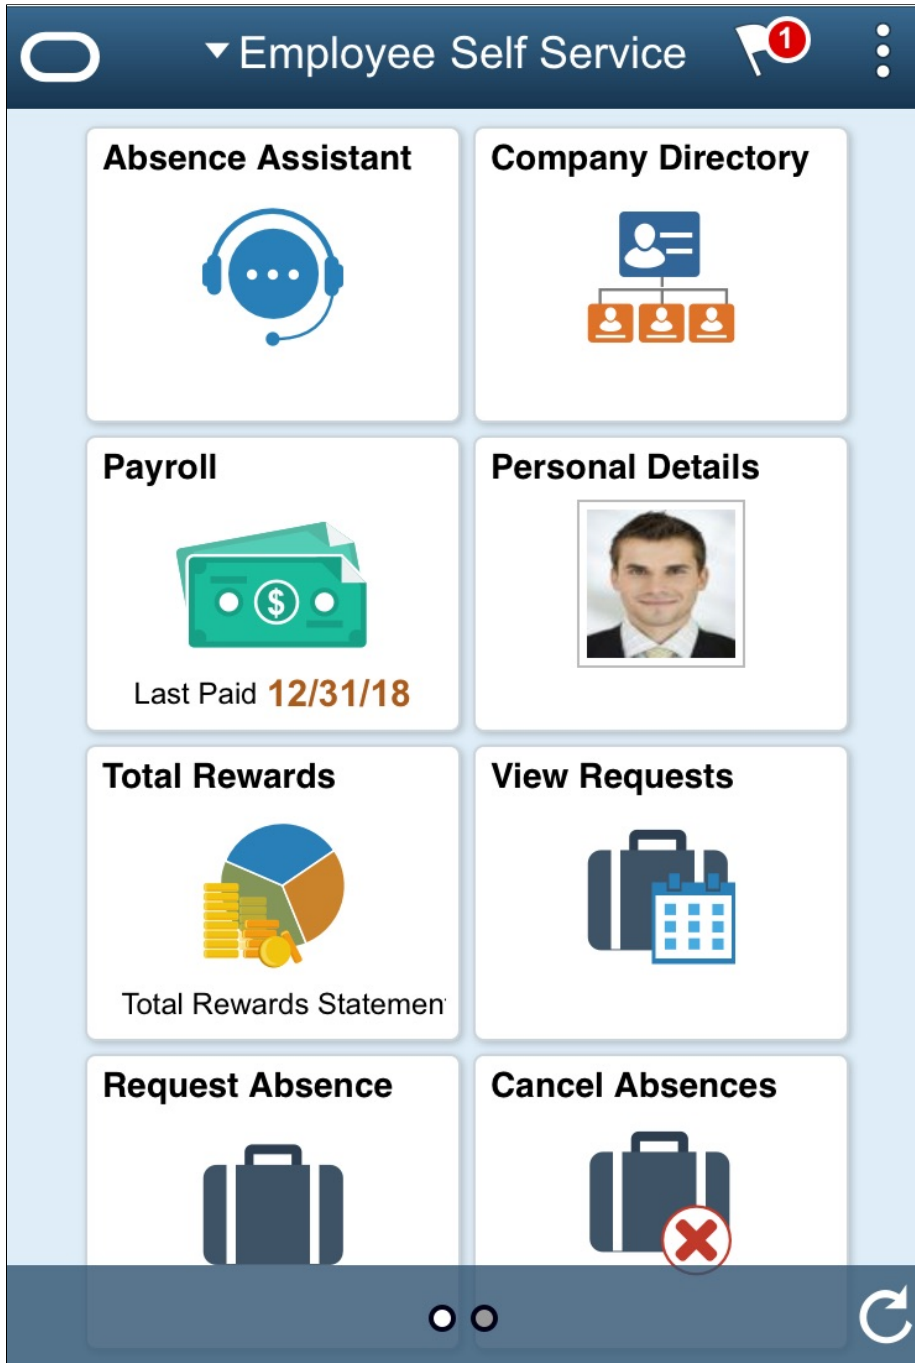 Employee Self Service
1
Absence Assistant
Company Directory
Payroll
$
Last Paid 12/31/18
Personal Details
Total Rewards
Total Rewards Statemen
View Requests
Request Absence
Cancel Absences